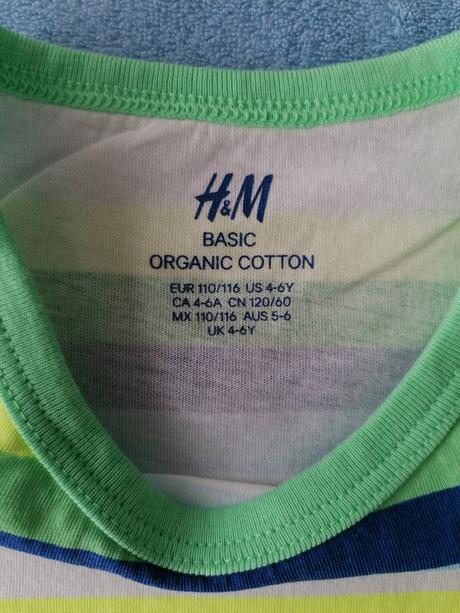 H&M
BASIC
ORGANIC COTTON
EUR 110/116 US 4-6Y
CA 4-6A CN 120/60
MX 110/116 AUS 5-6
UK 4-6Y